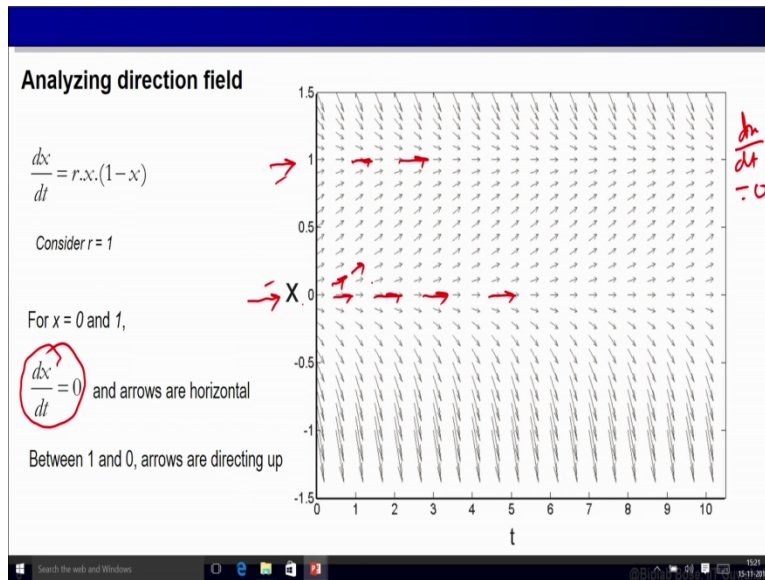 Analyzing direction field
dx/dt = r.x.(1−x)
Consider r = 1
For x = 0 and 1,
dx/dt = 0 and arrows are horizontal
Between 1 and 0, arrows are directing up
1.5
1
0.5
X 0
-0.5
-1
-1.5
0 1 2 3 4 5 6 7 8 9 10
t
dx/dt = 0
Search the web and Windows
15:21